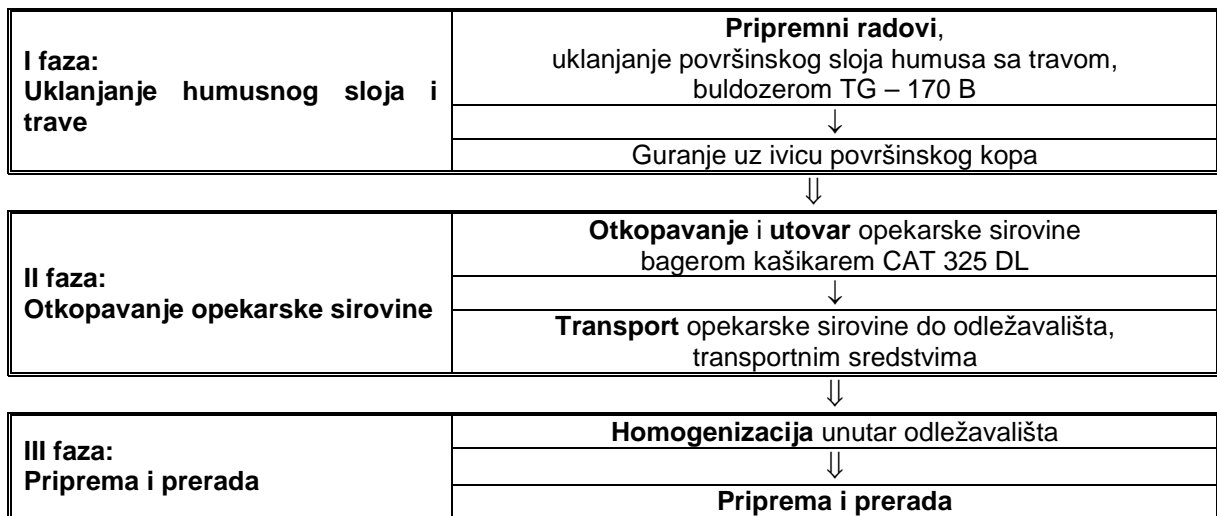 I faza:
Uklanjanje humusnog sloja i
trave
Pripremni radovi,
uklanjanje površinskog sloja humusa sa travom,
buldozerom TG – 170 B
↓
Guranje uz ivicu površinskog kopa
⇓
II faza:
Otkopavanje opekarske sirovine
Otkopavanje i utovar opekarske sirovine
bagerom kašikarem CAT 325 DL
↓
Transport opekarske sirovine do odležavališta,
transportnim sredstvima
⇓
III faza:
Priprema i prerada
Homogenizacija unutar odležavališta
⇓
Priprema i prerada